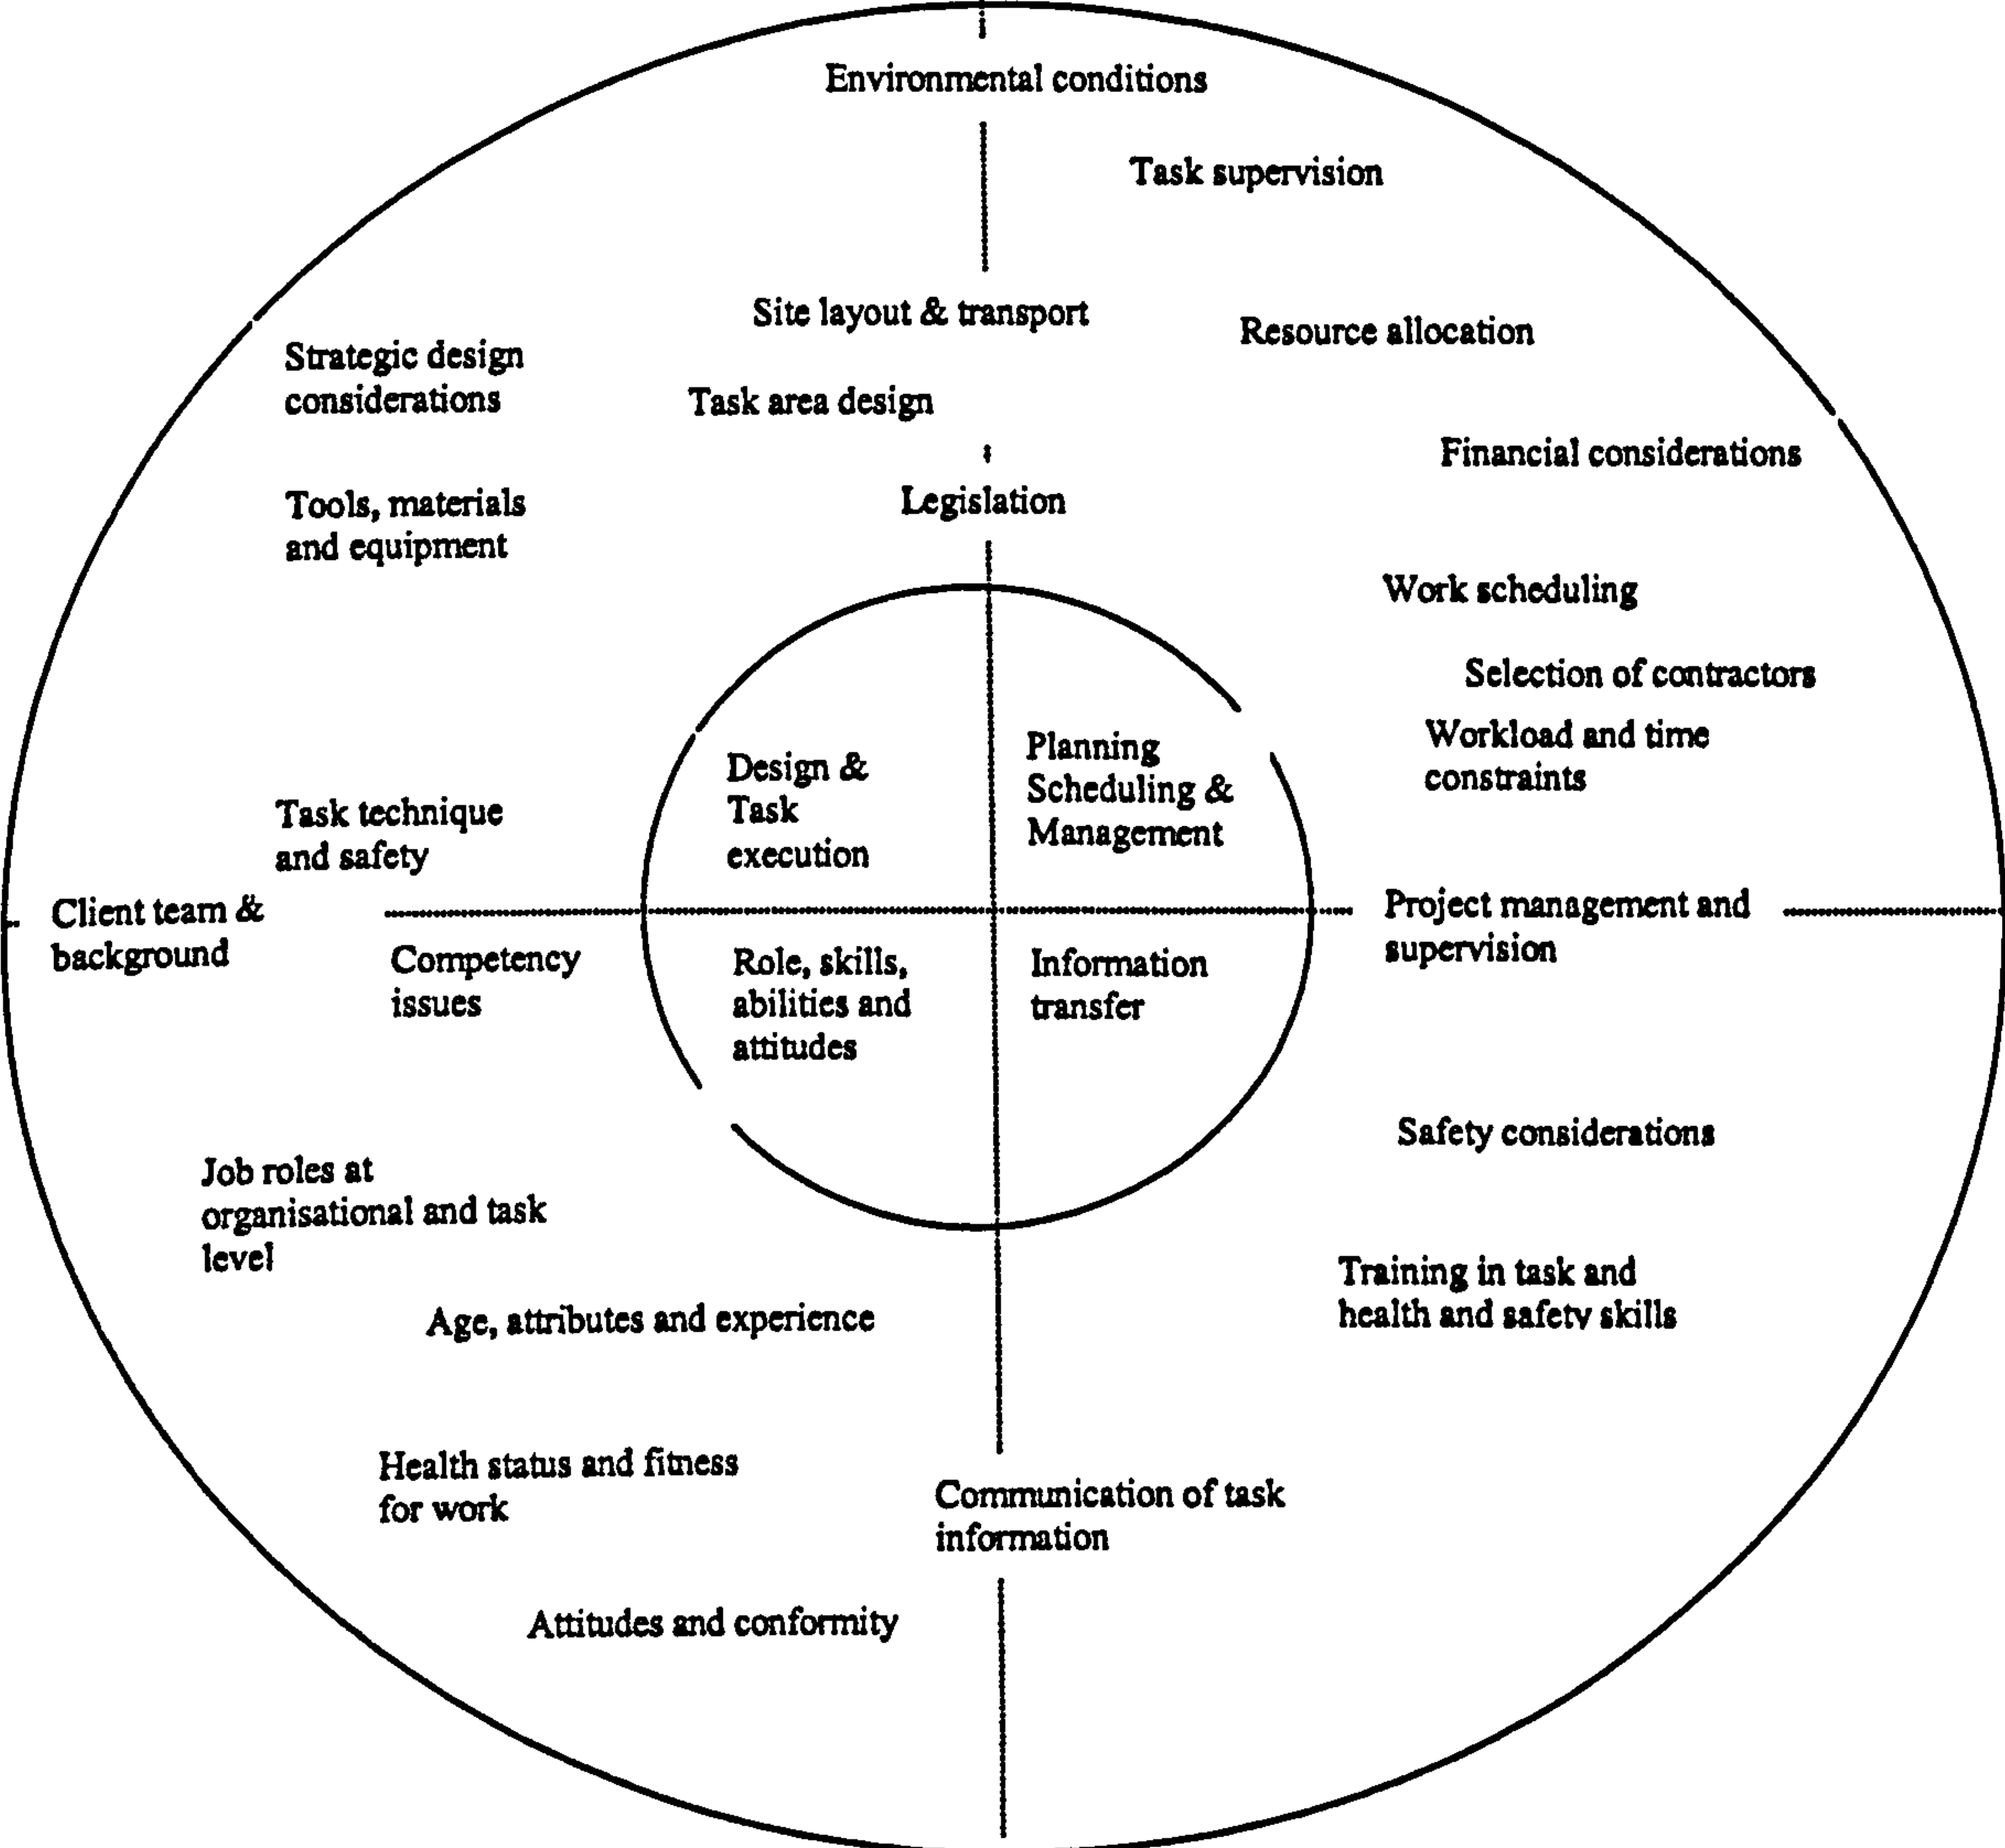 Environmental conditions
Task supervision
Site layout & transport
Resource allocation
Strategic design
considerations
Task area design
Financial considerations
Legislation
Tools, materials
and equipment
Work scheduling
Selection of contractors
Workload and time
constraints
Design &
Task
execution
Planning
Scheduling &
Management
Task technique
and safety
Client team &
background
Project management and
supervision
Competency
issues
Role, skills,
abilities and
attitudes
Information
transfer
Safety considerations
Job roles at
organisational and task
level
Training in task and
health and safety skills
Age, attributes and experience
Health status and fitness
for work
Communication of task
information
Attitudes and conformity